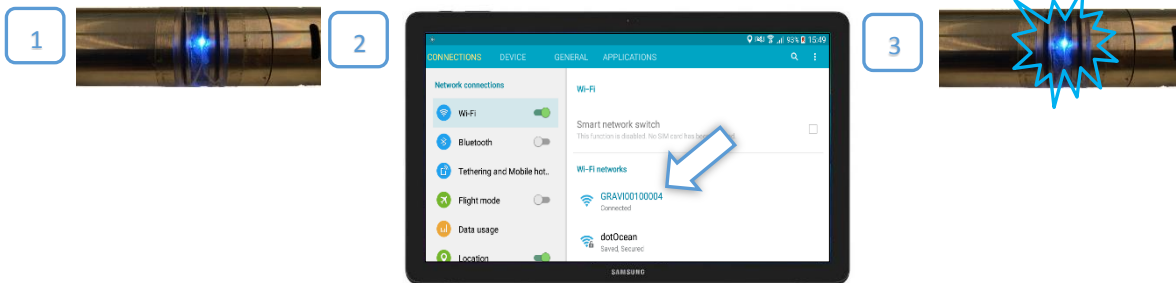 1
2
3
93% 15:49
CONNECTIONS DEVICE GENERAL APPLICATIONS
Network connections
Wi-Fi
Bluetooth
Tethering and Mobile hot..
Flight mode
Data usage
Location
Wi-Fi
Smart network switch
This function is disabled. No SIM card has been
Wi-Fi networks
GRAVI00100004
Connected
dotOcean
Saved, Secured
SAMSUNG